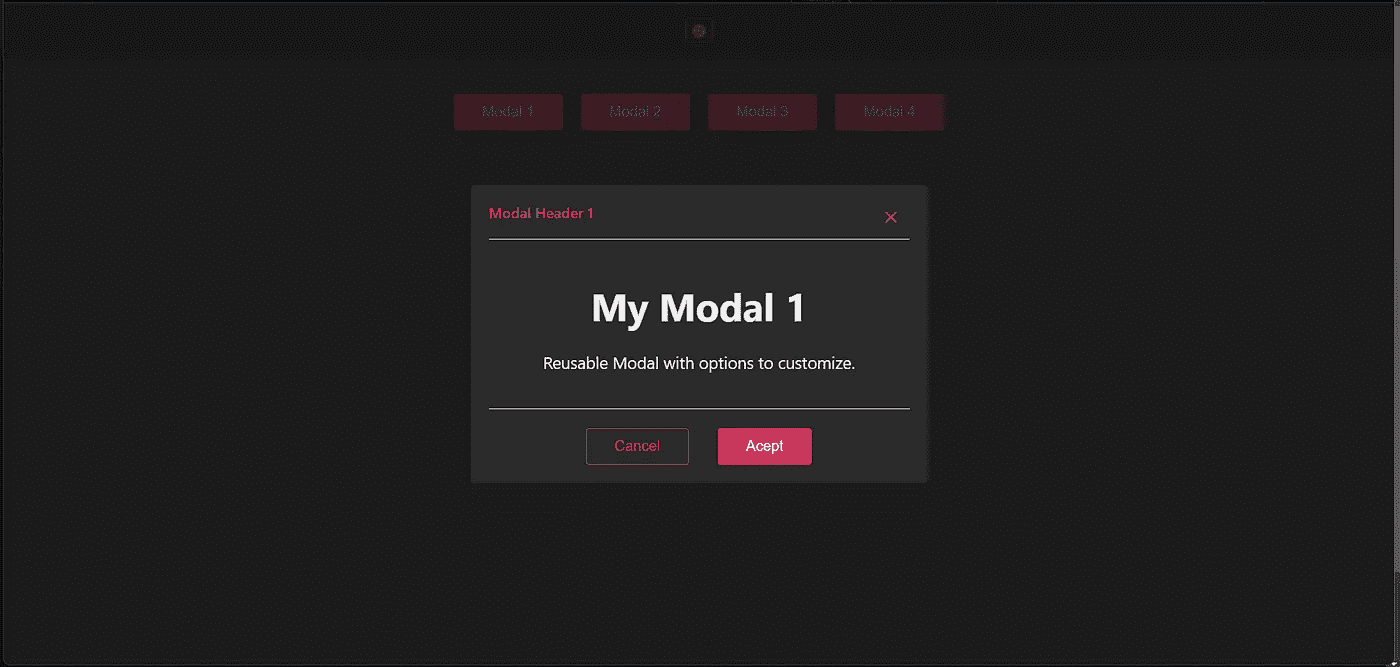 Modal 1 Modal 2 Modal 3 Modal 4
Modal Header 1
My Modal 1
Reusable Modal with options to customize.
Cancel Acept